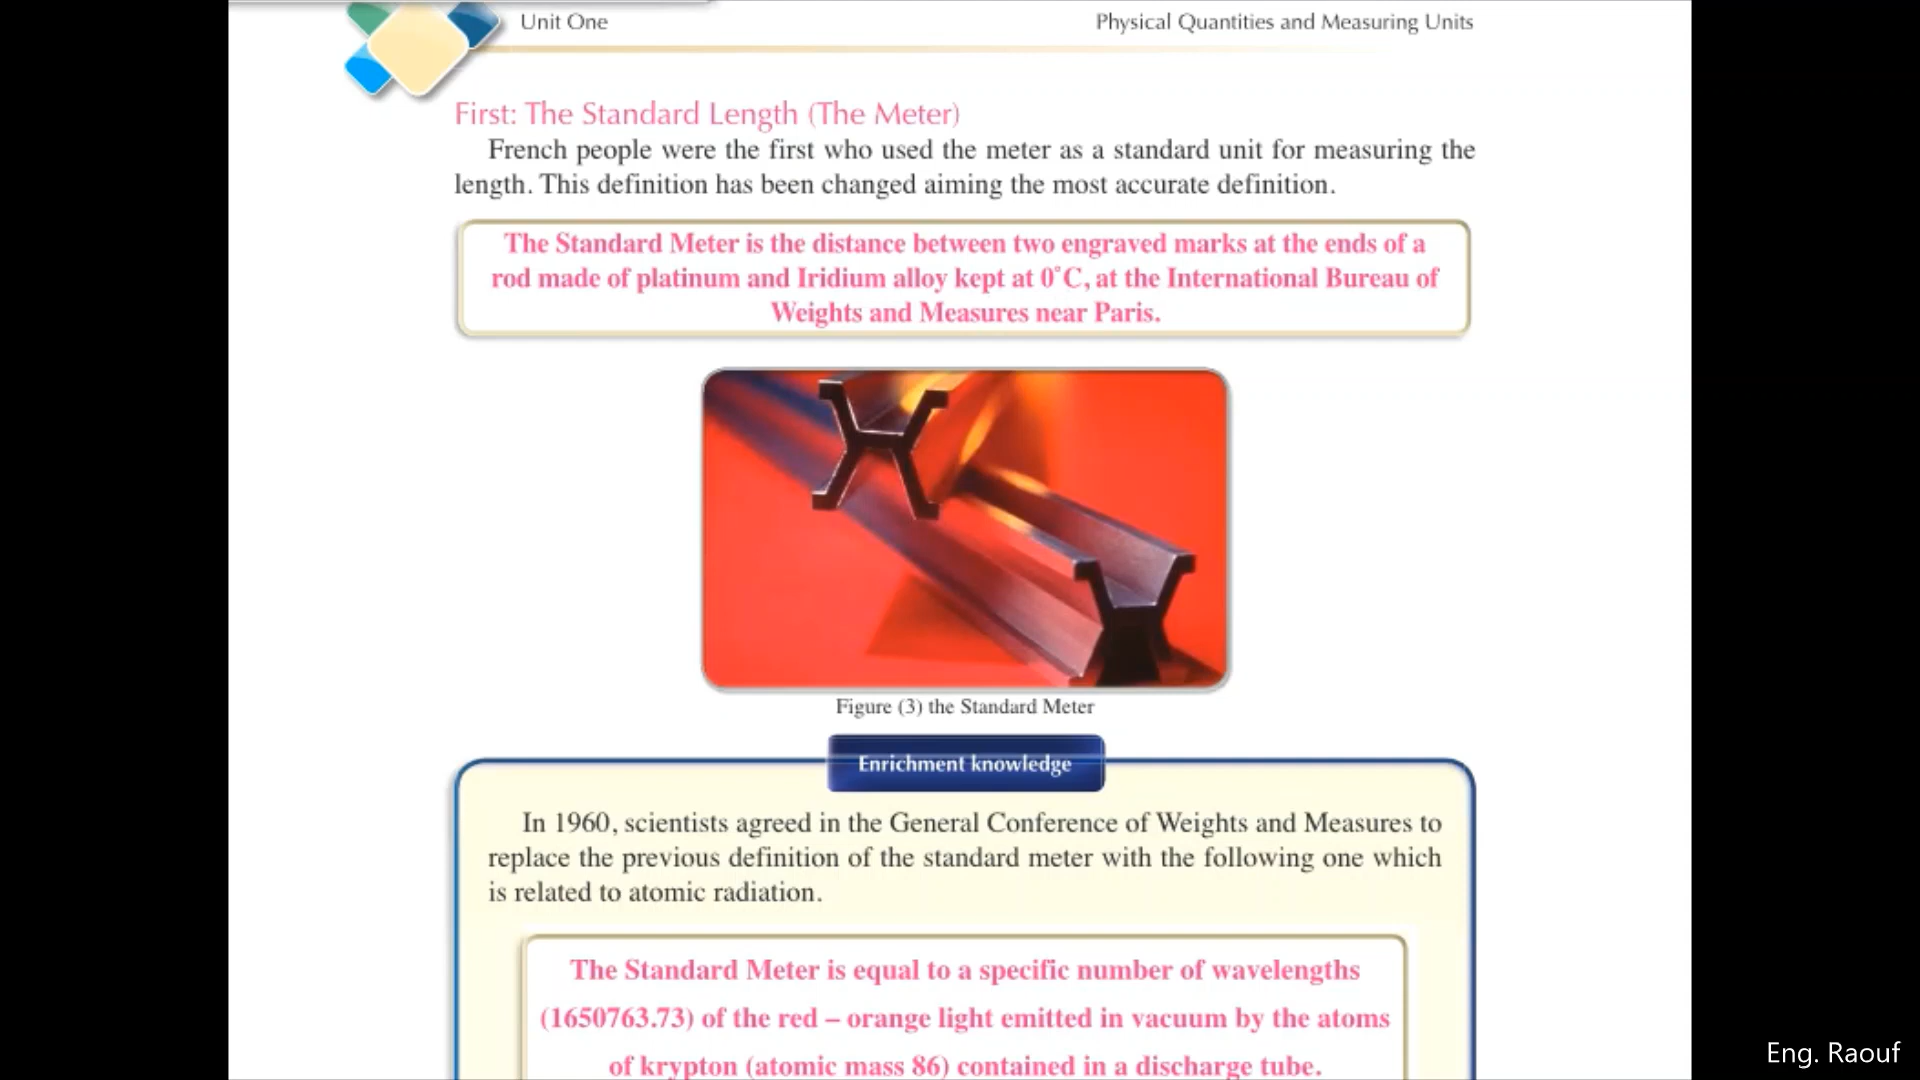 Unit One
Physical Quantities and Measuring Units
First: The Standard Length (The Meter)
French people were the first who used the meter as a standard unit for measuring the
length. This definition has been changed aiming the most accurate definition.
The Standard Meter is the distance between two engraved marks at the ends of a
rod made of platinum and Iridium alloy kept at 0°C, at the International Bureau of
Weights and Measures near Paris.
Figure (3) the Standard Meter
Enrichment knowledge
In 1960, scientists agreed in the General Conference of Weights and Measures to
replace the previous definition of the standard meter with the following one which
is related to atomic radiation.
The Standard Meter is equal to a specific number of wavelengths
(1650763.73) of the red – orange light emitted in vacuum by the atoms
of krypton (atomic mass 86) contained in a discharge tube.
Eng. Raouf